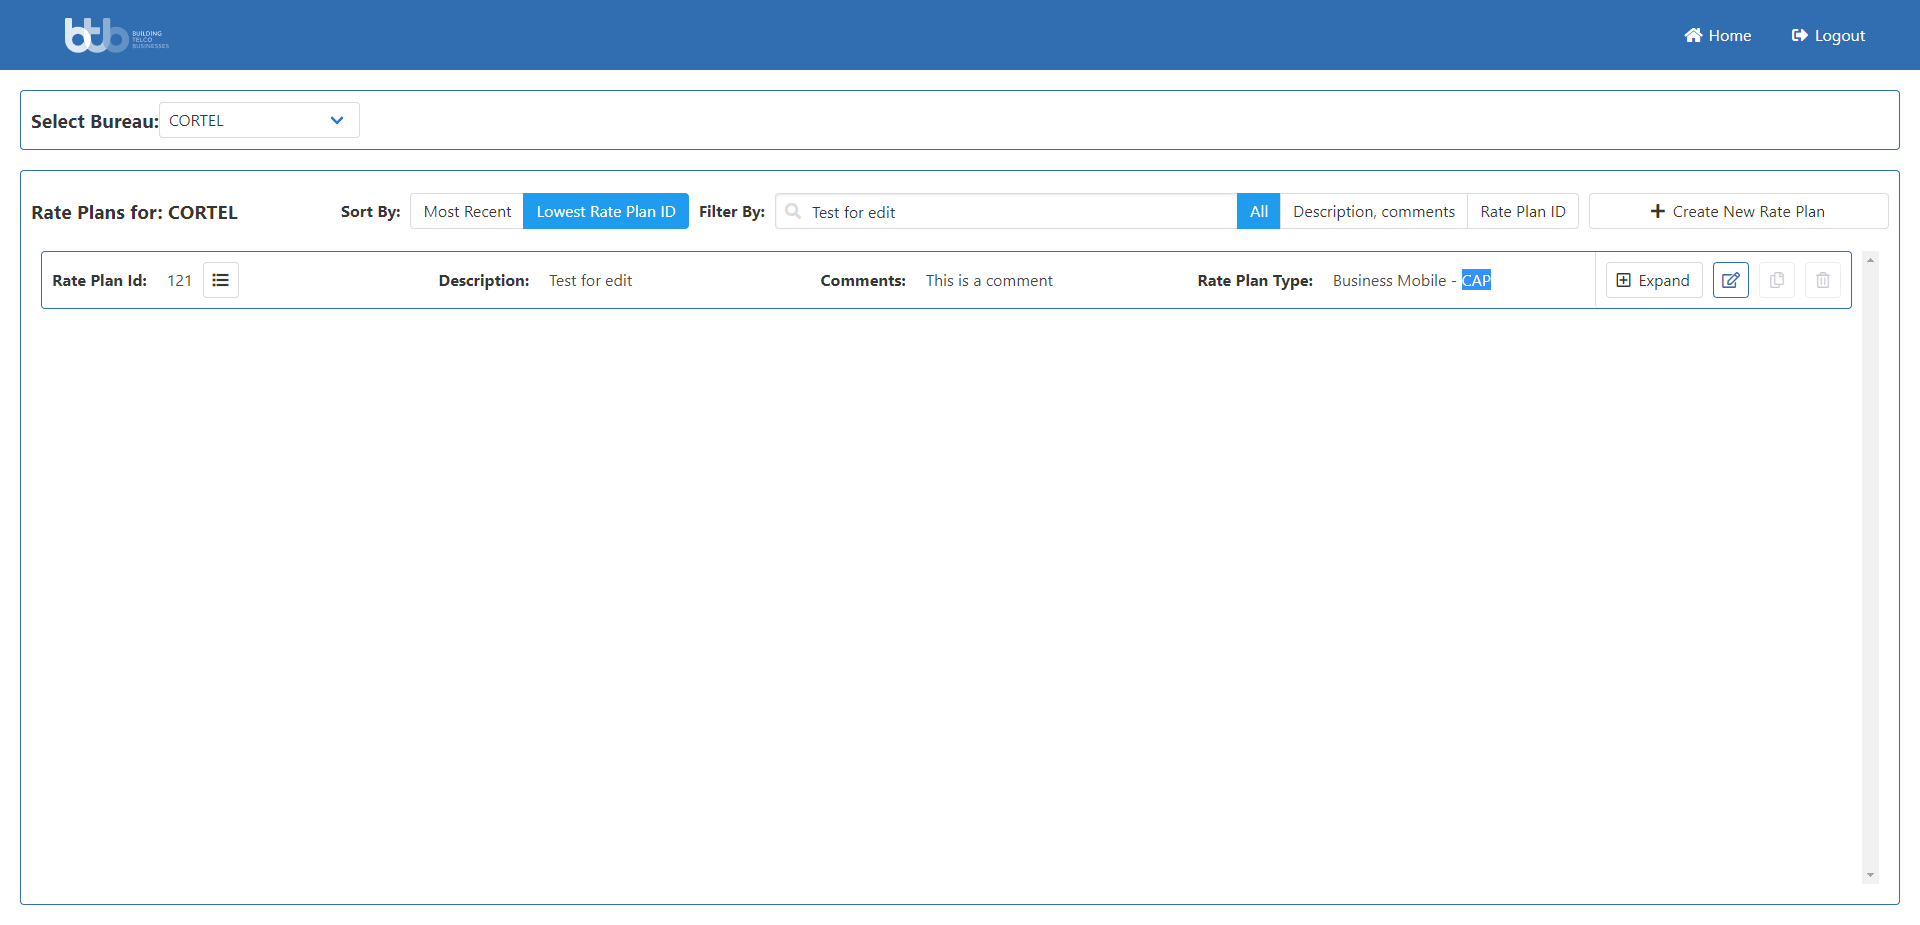 btb BUILDING TELCO BUSINESSES
Home Logout
Select Bureau: CORTEL
Rate Plans for: CORTEL Sort By: Most Recent Lowest Rate Plan ID Filter By: Test for edit All Description, comments Rate Plan ID Create New Rate Plan
Rate Plan Id: 121 Description: Test for edit Comments: This is a comment Rate Plan Type: Business Mobile - CAP Expand